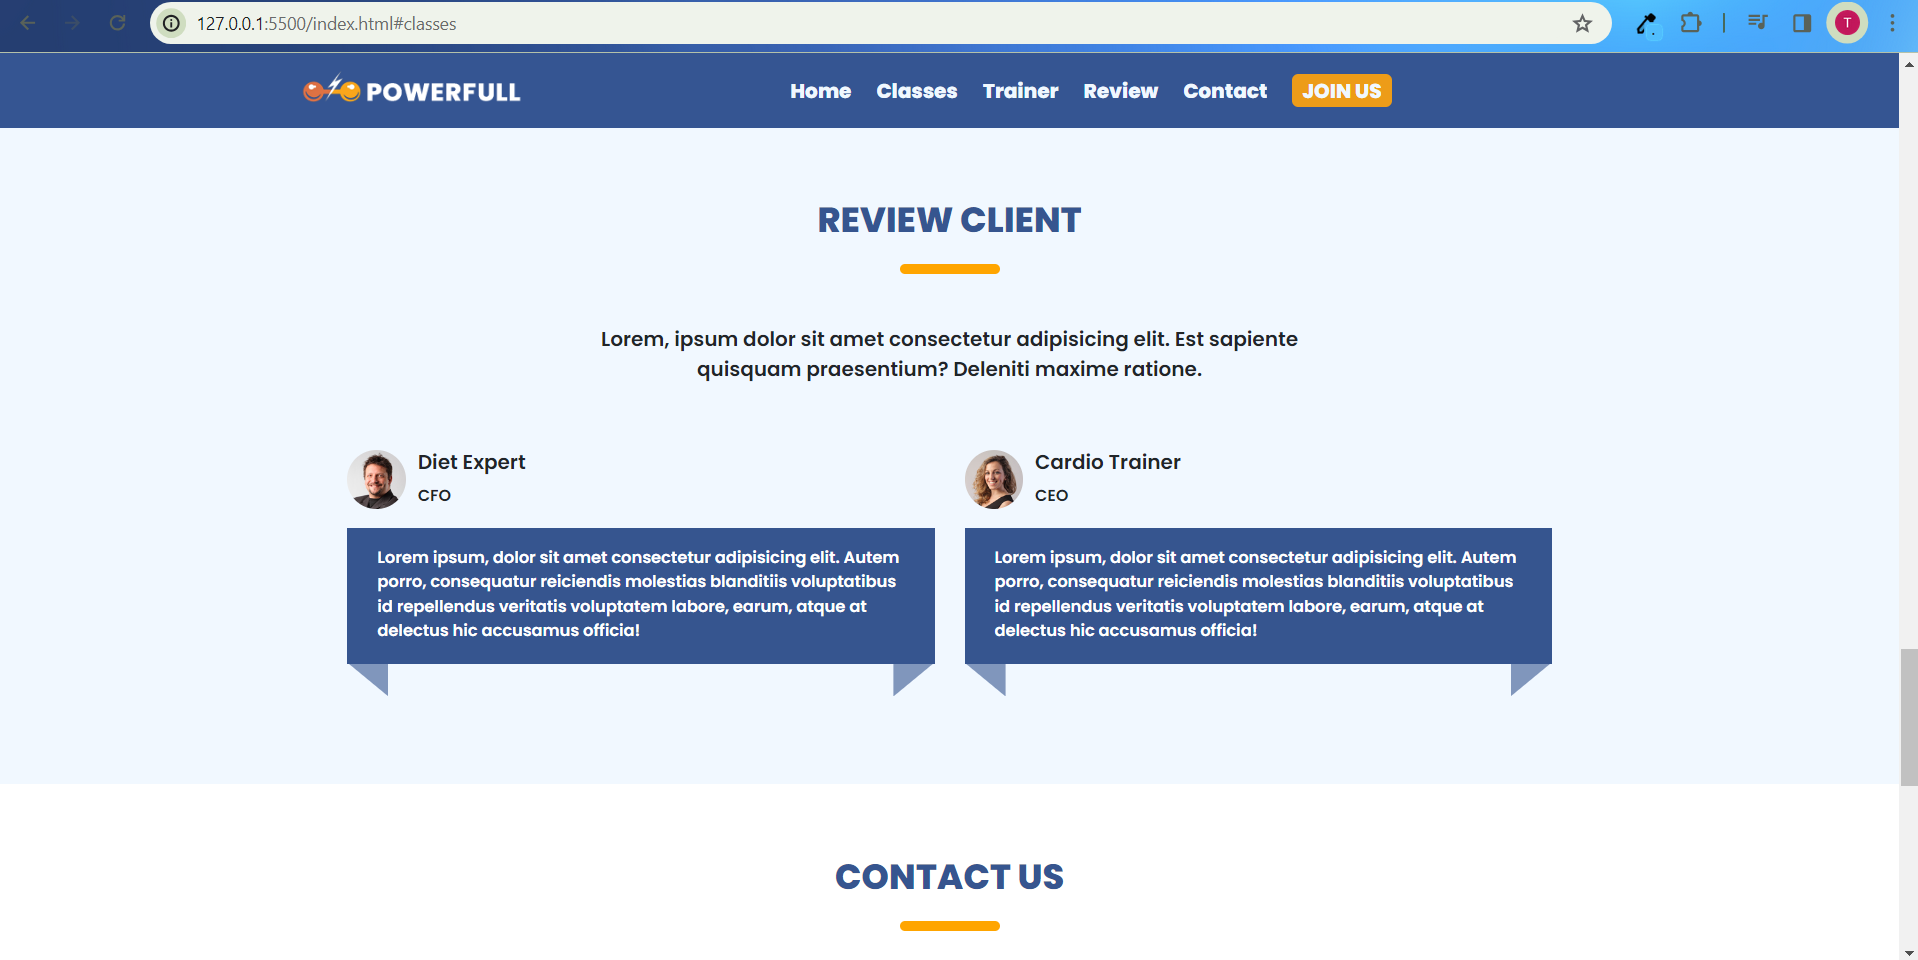 127.0.0.1:5500/index.html#classes
T
POWERFULL
Home Classes Trainer Review Contact JOIN US
REVIEW CLIENT
Lorem, ipsum dolor sit amet consectetur adipisicing elit. Est sapiente
quisquam praesentium? Deleniti maxime ratione.
Diet Expert
CFO
Lorem ipsum, dolor sit amet consectetur adipisicing elit. Autem
porro, consequatur reiciendis molestias blanditiis voluptatibus
id repellendus veritatis voluptatem labore, earum, atque at
delectus hic accusamus officia!
Cardio Trainer
CEO
Lorem ipsum, dolor sit amet consectetur adipisicing elit. Autem
porro, consequatur reiciendis molestias blanditiis voluptatibus
id repellendus veritatis voluptatem labore, earum, atque at
delectus hic accusamus officia!
CONTACT US